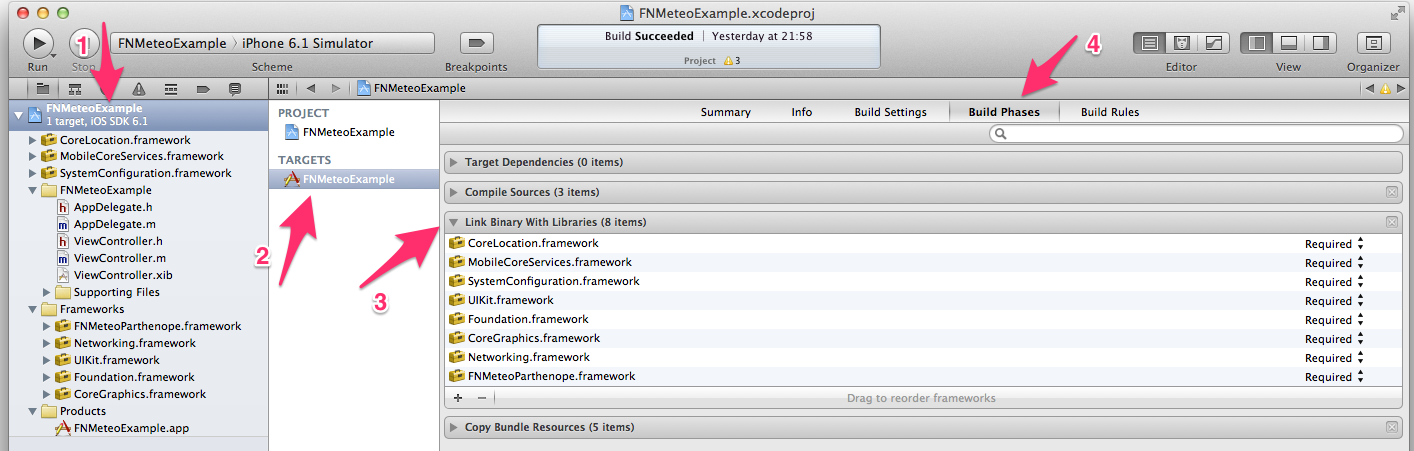 FNMeteoExample.xcodeproj
1
4
FNMeteoExample › iPhone 6.1 Simulator
Build Succeeded | Yesterday at 21:58
Project 3
Run
Stop
Scheme
Breakpoints
Editor
View
Organizer
FNMeteoExample
FNMeteoExample
1 target, iOS SDK 6.1
CoreLocation.framework
MobileCoreServices.framework
SystemConfiguration.framework
FNMeteoExample
h AppDelegate.h
m AppDelegate.m
h ViewController.h
m ViewController.m
ViewController.xib
Supporting Files
Frameworks
FNMeteoParthenope.framework
Networking.framework
UIKit.framework
Foundation.framework
CoreGraphics.framework
Products
FNMeteoExample.app
PROJECT
FNMeteoExample
TARGETS
FNMeteoExample
2
3
Summary
Info
Build Settings
Build Phases
Build Rules
Target Dependencies (0 items)
Compile Sources (3 items)
Link Binary With Libraries (8 items)
CoreLocation.framework Required
MobileCoreServices.framework Required
SystemConfiguration.framework Required
UIKit.framework Required
Foundation.framework Required
CoreGraphics.framework Required
Networking.framework Required
FNMeteoParthenope.framework Required
+ − Drag to reorder frameworks
Copy Bundle Resources (5 items)